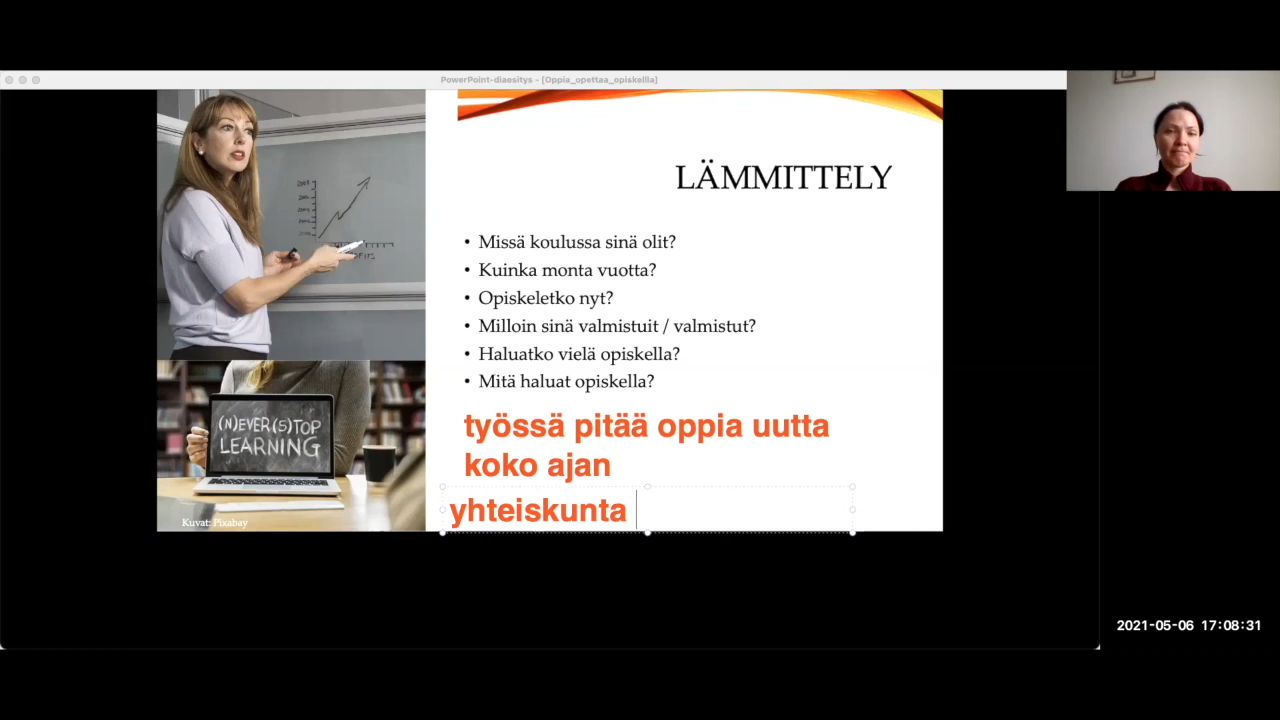 PowerPoint-diaesitys - [Oppia_opettaa_opiskella]
LÄMMITTELY
• Missä koulussa sinä olit?
• Kuinka monta vuotta?
• Opiskeletko nyt?
• Milloin sinä valmistuit / valmistut?
• Haluatko vielä opiskella?
• Mitä haluat opiskella?
työssä pitää oppia uutta
koko ajan
yhteiskunta
(N)EVER (S)TOP
LEARNING
Kuvat: Pixabay
2021-05-06 17:08:31